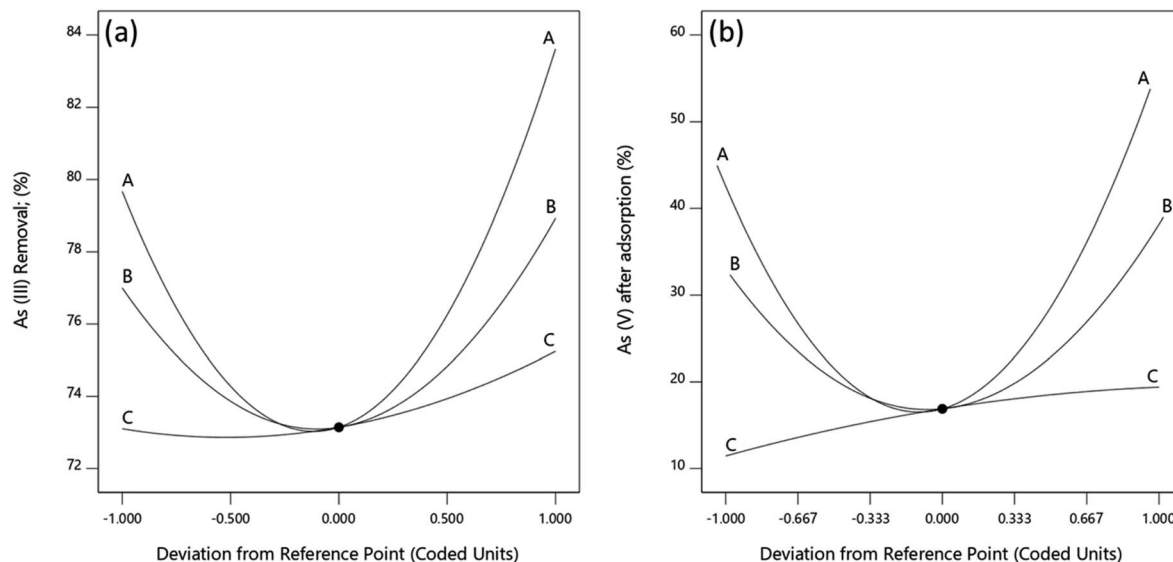 (a)
84
82
80
78
76
74
72
As (III) Removal; (%)
A
B
C
A
B
C
-1.000 -0.500 0.000 0.500 1.000
Deviation from Reference Point (Coded Units)
(b)
60
50
40
30
20
10
As (V) after adsorption (%)
A
B
C
A
B
C
-1.000 -0.667 -0.333 0.000 0.333 0.667 1.000
Deviation from Reference Point (Coded Units)